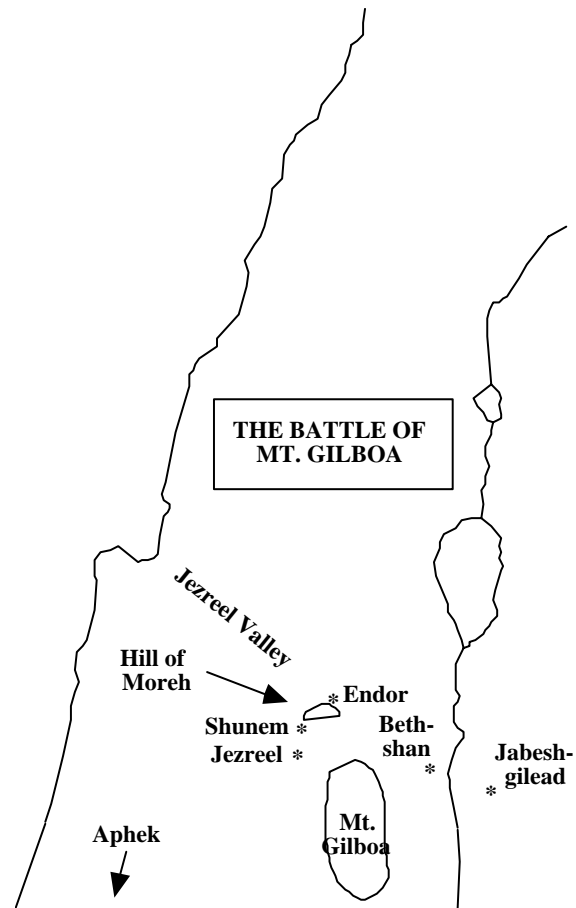 THE BATTLE OF
MT. GILBOA
Jezreel Valley
Hill of
Moreh
* Endor
Shunem *
Jezreel *
Beth-
shan
*
Jabesh-
gilead
*
Mt.
Gilboa
Aphek